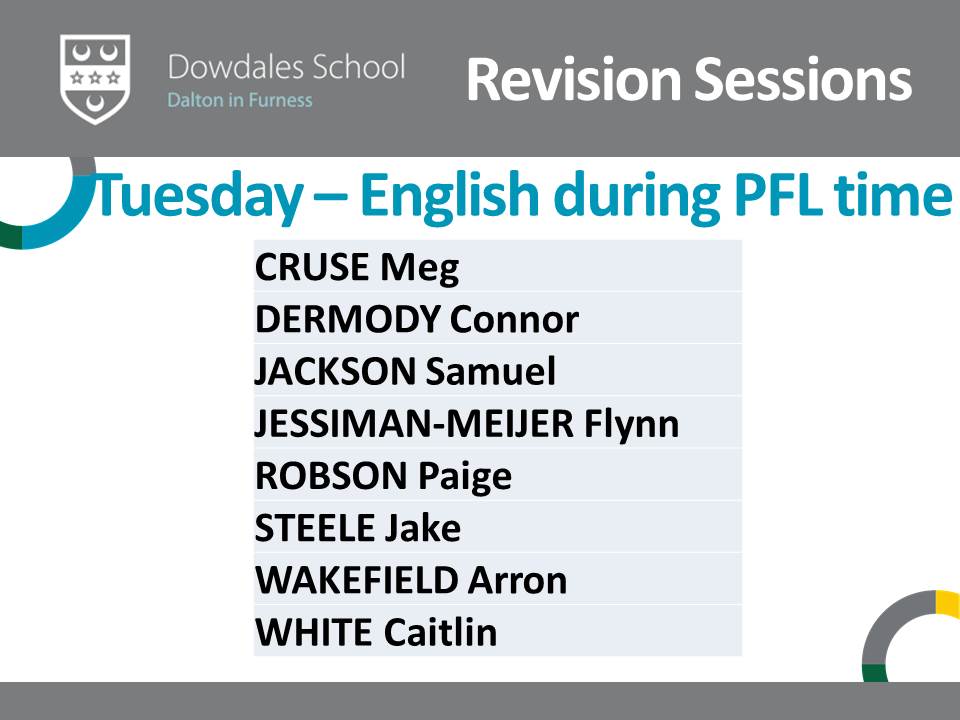 Dowdales School
Dalton in Furness
Revision Sessions
Tuesday – English during PFL time
CRUSE Meg
DERMODY Connor
JACKSON Samuel
JESSIMAN-MEIJER Flynn
ROBSON Paige
STEELE Jake
WAKEFIELD Arron
WHITE Caitlin